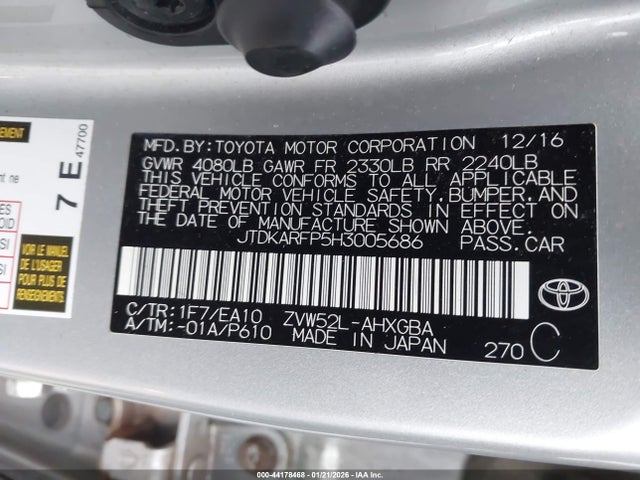 MFD. BY: TOYOTA MOTOR CORPORATION 12/16
GVWR 4080LB GAWR FR 2330LB RR 2240LB
THIS VEHICLE CONFORMS TO ALL APPLICABLE
FEDERAL MOTOR VEHICLE SAFETY, BUMPER, AND
THEFT PREVENTION STANDARDS IN EFFECT ON
THE DATE OF MANUFACTURE SHOWN ABOVE.
JTDKARFP5H3005686 PASS.CAR
C/TR: 1F7/EA10 ZVW52L-AHXGBA
A/TM: -01A/P610 MADE IN JAPAN 270 C
7 E 47700
VOIR LE MANUEL
DE L'UTILISATEUR
POUR PLUS DE
RENSEIGNEMENTS
000-44178468 - 01/21/2026 - IAA Inc.